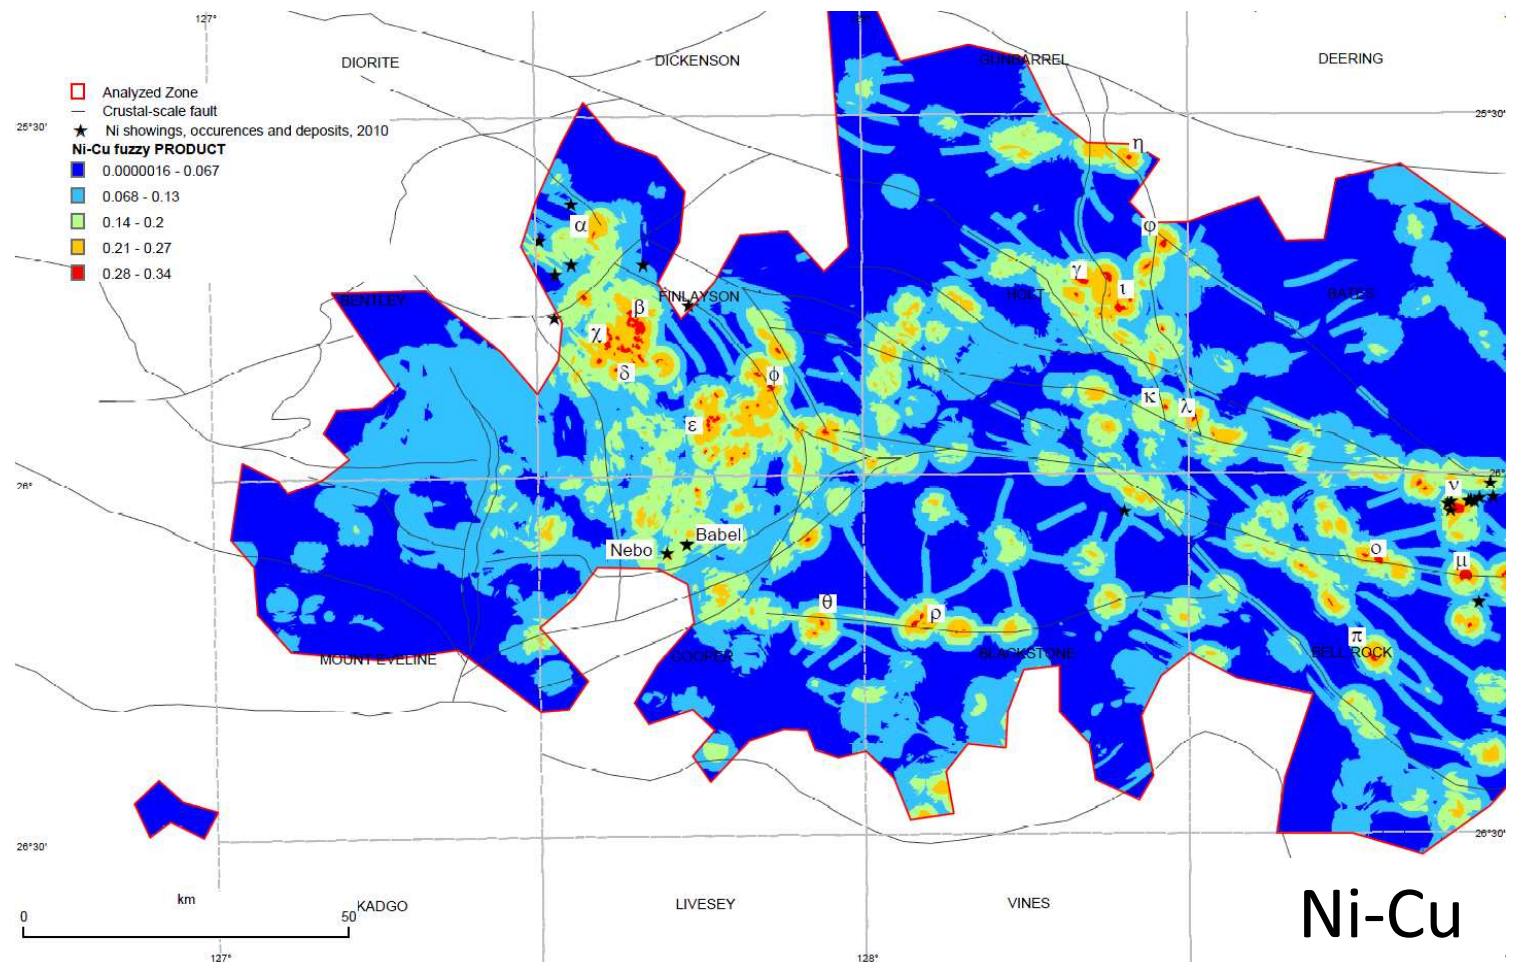 127°
128°
DIORITE
DICKENSON
GUNBARREL
DEERING
Analyzed Zone
Crustal-scale fault
Ni showings, occurences and deposits, 2010
Ni-Cu fuzzy PRODUCT
0.0000016 - 0.067
0.068 - 0.13
0.14 - 0.2
0.21 - 0.27
0.28 - 0.34
25°30'
25°30'
η
α
φ
γ
ι
BENTLEY
FINLAYSON
HOLT
BATES
β
χ
δ
ϕ
κ
λ
ε
26°
26°
ν
Nebo
Babel
ο
μ
θ
ρ
π
MOUNT EVELINE
COOPER
BLACKSTONE
BELL ROCK
26°30'
26°30'
km
0
50
KADGO
LIVESEY
VINES
Ni-Cu
127°
128°